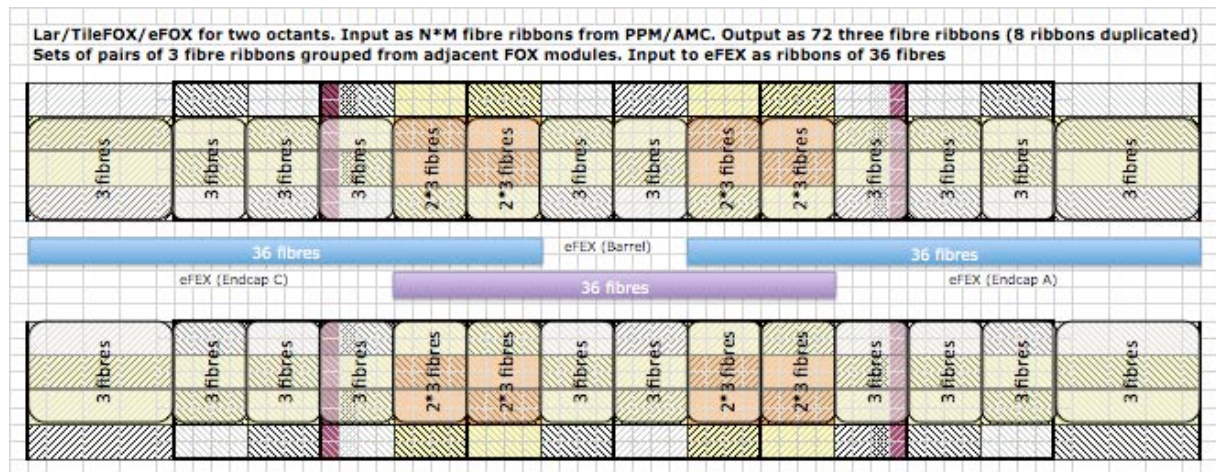 Lar/TileFOX/eFOX for two octants. Input as N*M fibre ribbons from PPM/AMC. Output as 72 three fibre ribbons (8 ribbons duplicated)
Sets of pairs of 3 fibre ribbons grouped from adjacent FOX modules. Input to eFEX as ribbons of 36 fibres
3 fibres
3 fibres
3 fibres
3 fibres
2*3 fibres
2*3 fibres
3 fibres
3 fibres
2*3 fibres
2*3 fibres
3 fibres
3 fibres
3 fibres
3 fibres
36 fibres
eFEX (Barrel)
36 fibres
eFEX (Endcap C)
36 fibres
eFEX (Endcap A)
3 fibres
3 fibres
3 fibres
3 fibres
2*3 fibres
2*3 fibres
3 fibres
3 fibres
2*3 fibres
2*3 fibres
3 fibres
3 fibres
3 fibres
3 fibres